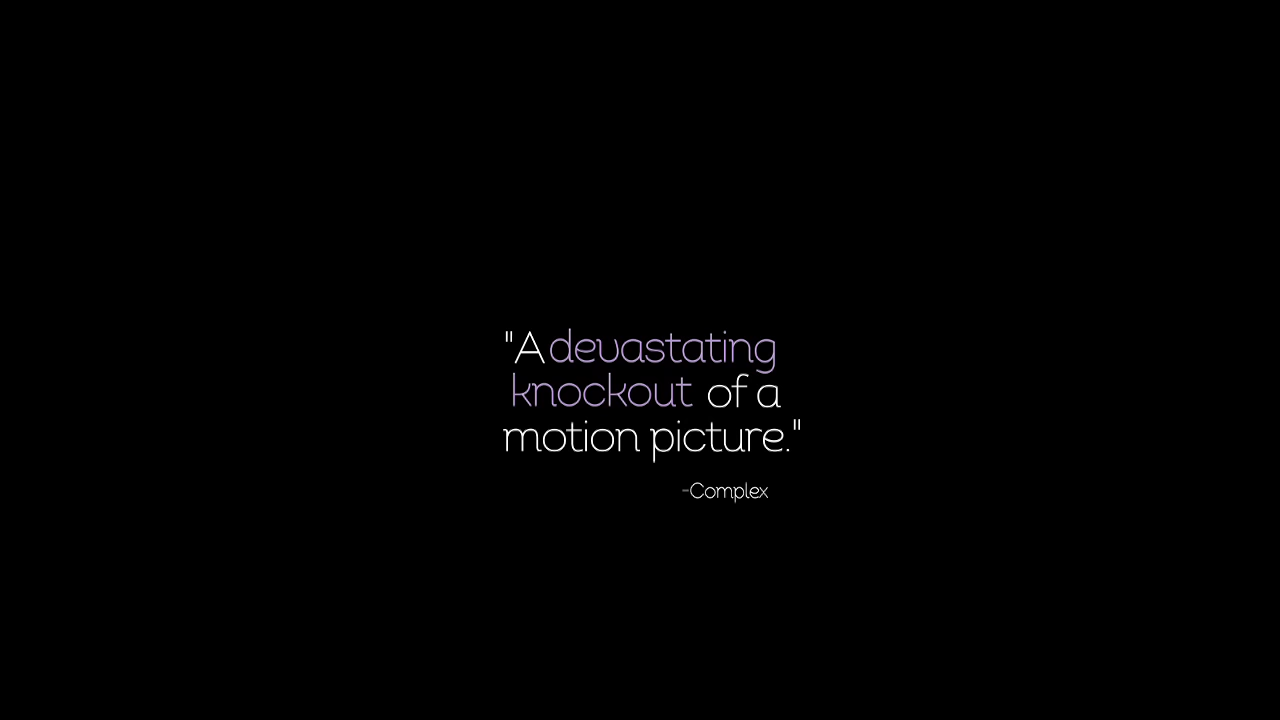 "A devastating
knockout of a
motion picture."
-Complex